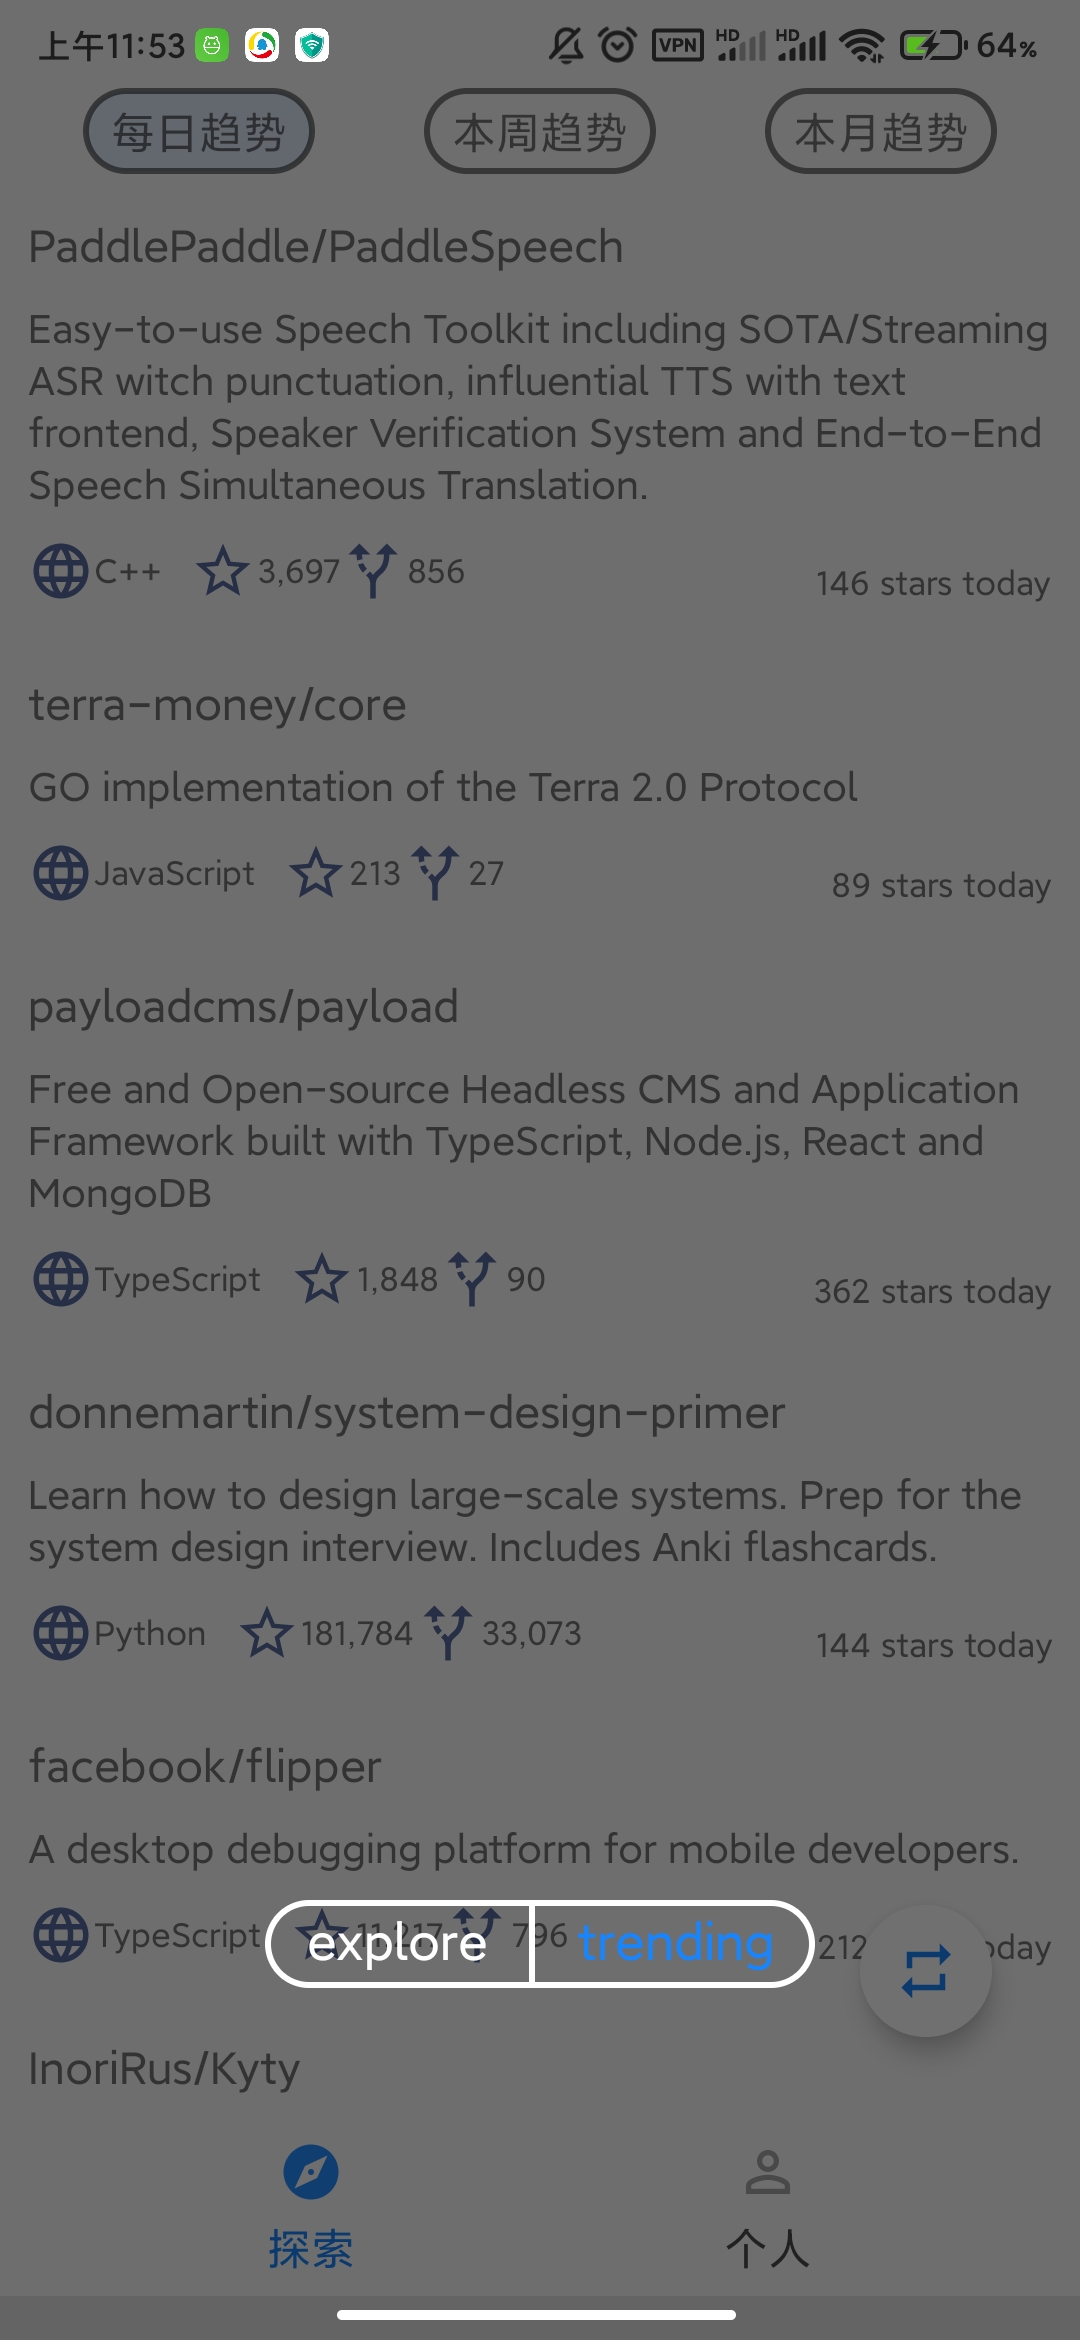 上午11:53
VPN
HD
HD
64%
每日趋势
本周趋势
本月趋势
PaddlePaddle/PaddleSpeech
Easy-to-use Speech Toolkit including SOTA/Streaming
ASR witch punctuation, influential TTS with text
frontend, Speaker Verification System and End-to-End
Speech Simultaneous Translation.
C++ 3,697 856 146 stars today
terra-money/core
GO implementation of the Terra 2.0 Protocol
JavaScript 213 27 89 stars today
payloadcms/payload
Free and Open-source Headless CMS and Application
Framework built with TypeScript, Node.js, React and
MongoDB
TypeScript 1,848 90 362 stars today
donnemartin/system-design-primer
Learn how to design large-scale systems. Prep for the
system design interview. Includes Anki flashcards.
Python 181,784 33,073 144 stars today
facebook/flipper
A desktop debugging platform for mobile developers.
TypeScript 11,217 796 212 oday
explore
trending
InoriRus/Kyty
探索
个人